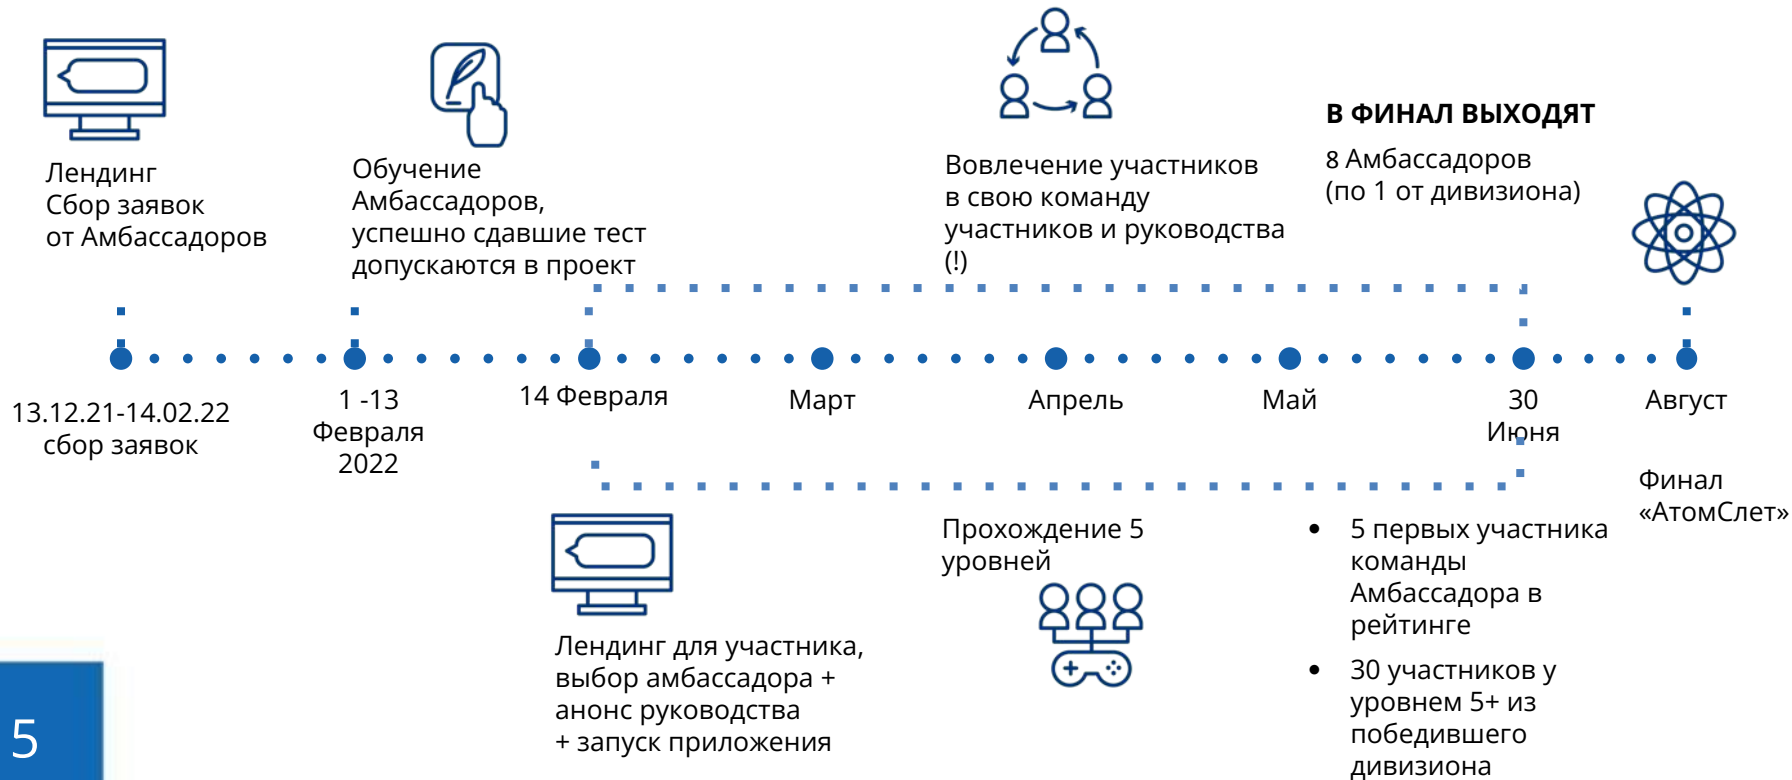 Лендинг
Сбор заявок
от Амбассадоров
Обучение
Амбассадоров,
успешно сдавшие тест
допускаются в проект
Вовлечение участников
в свою команду
участников и руководства
(!)
В ФИНАЛ ВЫХОДЯТ
8 Амбассадоров
(по 1 от дивизиона)
13.12.21-14.02.22
сбор заявок
1 -13
Февраля
2022
14 Февраля
Март
Апрель
Май
30
Июня
Август
Финал
«АтомСлет»
Лендинг для участника,
выбор амбассадора +
анонс руководства
+ запуск приложения
Прохождение 5
уровней
• 5 первых участника
команды
Амбассадора в
рейтинге
• 30 участников у
уровнем 5+ из
победившего
дивизиона
5